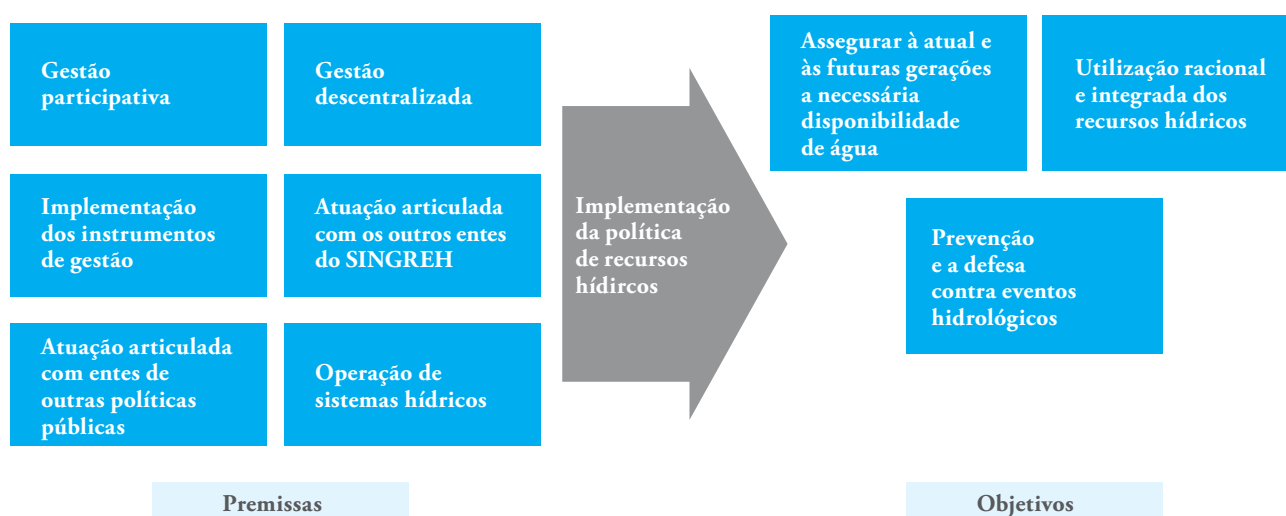 Gestão
participativa
Gestão
descentralizada
Implementação
dos instrumentos
de gestão
Atuação articulada
com os outros entes
do SINGREH
Atuação articulada
com entes de
outras políticas
públicas
Operação de
sistemas hídricos
Premissas
Implementação
da política
de recursos
hídircos
Assegurar à atual e
às futuras gerações
a necessária
disponibilidade
de água
Utilização racional
e integrada dos
recursos hídricos
Prevenção
e a defesa
contra eventos
hidrológicos
Objetivos